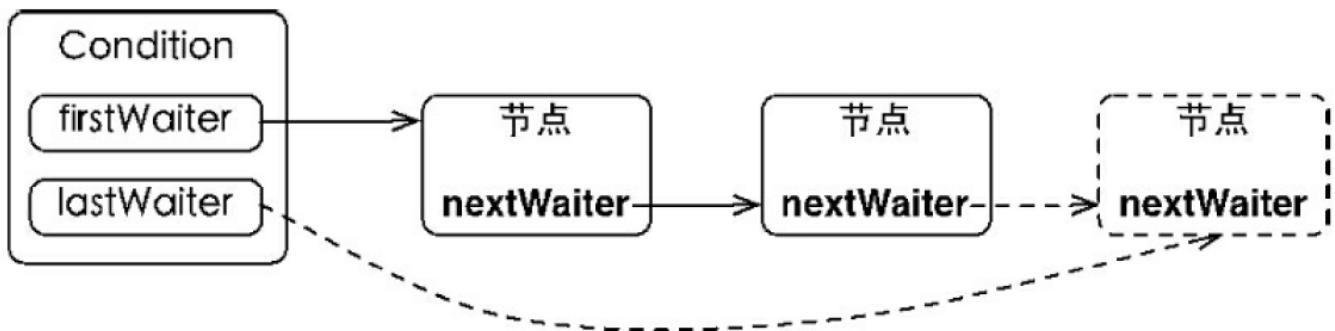 Condition
firstWaiter
lastWaiter
节点
nextWaiter
节点
nextWaiter
节点
nextWaiter